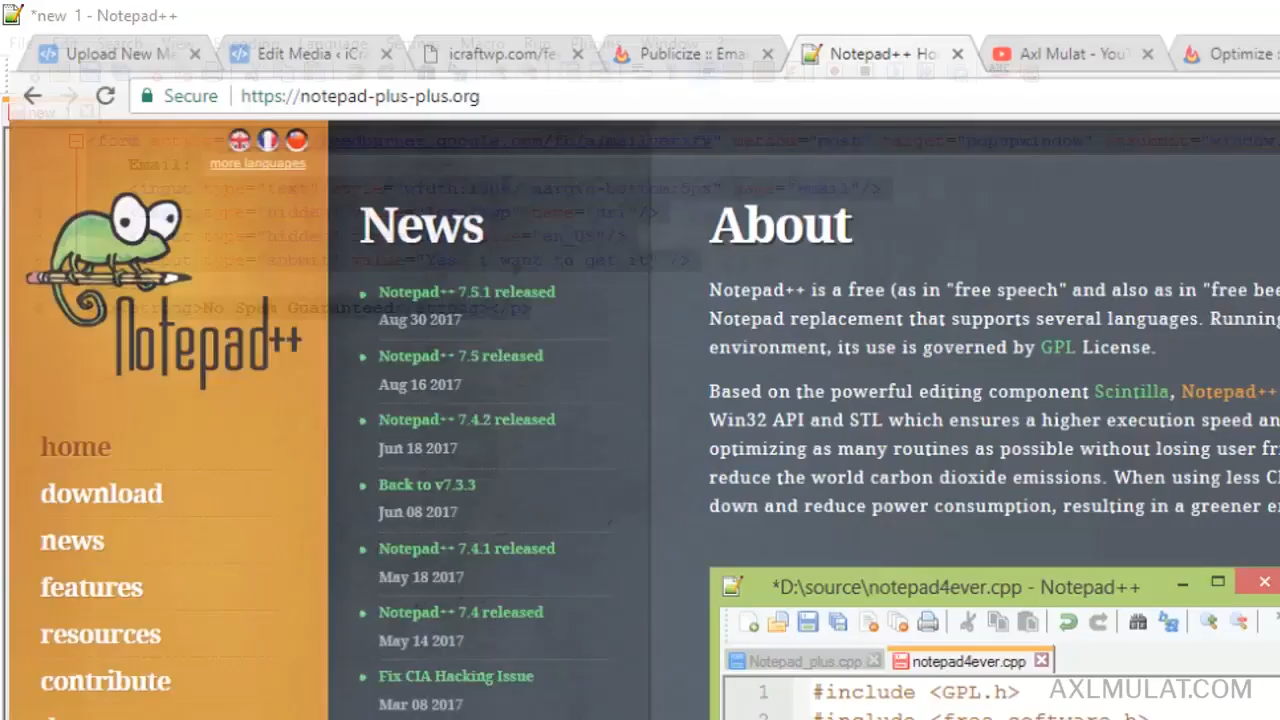 *new 1 - Notepad++
Upload New M
Edit Media ‹ iCr
icraftwp.com/fe
Publicize :: Ema
Notepad++ Ho
Axl Mulat - You
Optimize
Secure
https://notepad-plus-plus.org
more languages
Email:
Notepad++
home
download
news
features
resources
contribute
News
Notepad++ 7.5.1 released
Aug 30 2017
Notepad++ 7.5 released
Aug 16 2017
Notepad++ 7.4.2 released
Jun 18 2017
Back to v7.3.3
Jun 08 2017
Notepad++ 7.4.1 released
May 18 2017
Notepad++ 7.4 released
May 14 2017
Fix CIA Hacking Issue
Mar 08 2017
About
Notepad++ is a free (as in "free speech" and also as in "free bee
Notepad replacement that supports several languages. Running
environment, its use is governed by GPL License.
Based on the powerful editing component Scintilla, Notepad++
Win32 API and STL which ensures a higher execution speed an
optimizing as many routines as possible without losing user fri
reduce the world carbon dioxide emissions. When using less C
down and reduce power consumption, resulting in a greener e
*D:\source\notepad4ever.cpp - Notepad++
Notepad_plus.cpp
notepad4ever.cpp
1 #include <GPL.h>
2 #include <free_software.h>
AXLMULAT.COM